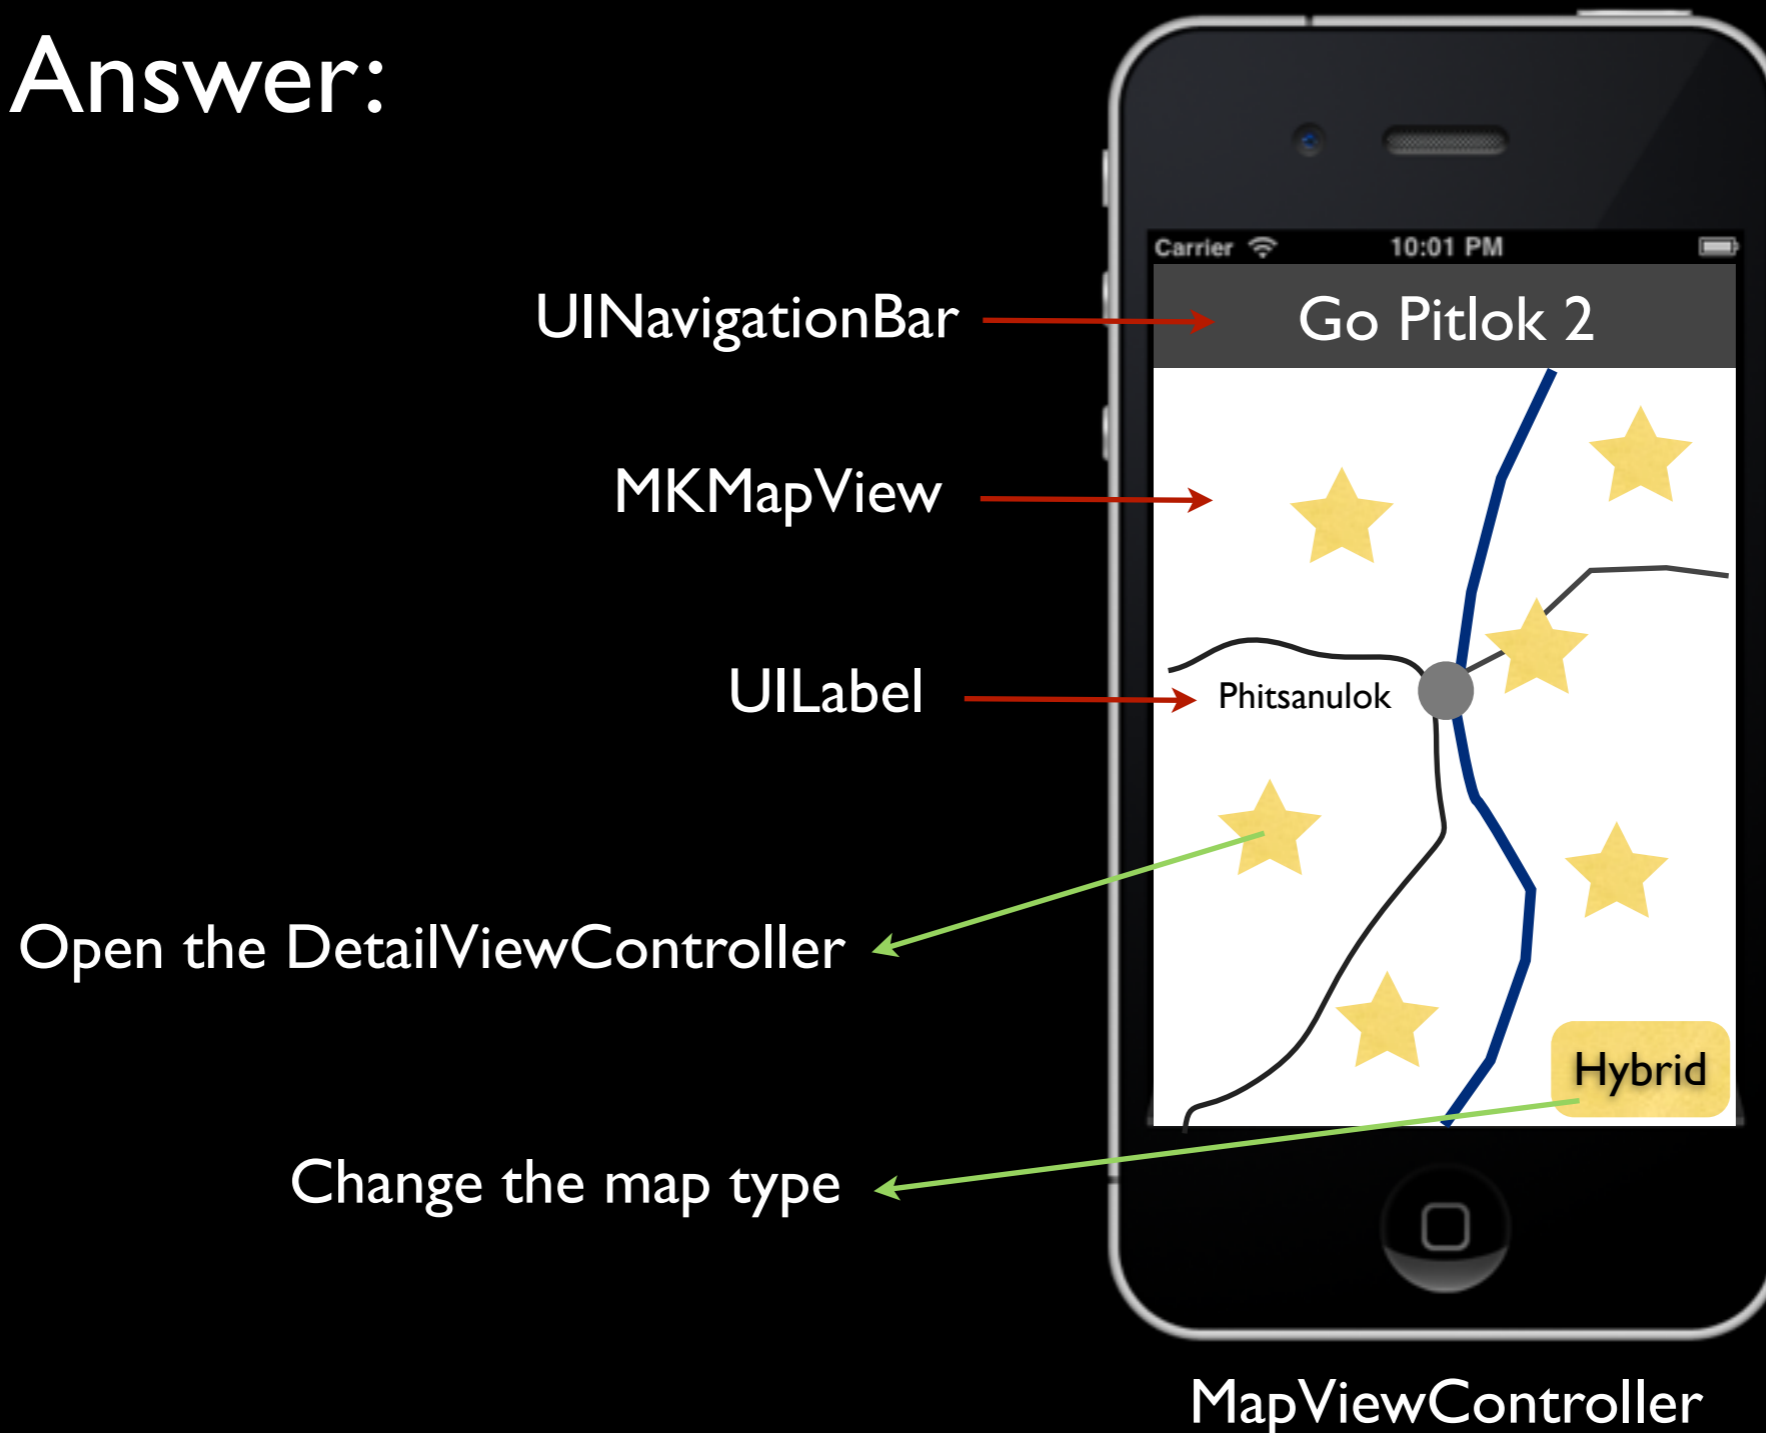 Answer:
Carrier 10:01 PM
UINavigationBar
Go Pitlok 2
MKMapView
UILabel
Phitsanulok
Open the DetailViewController
Hybrid
Change the map type
MapViewController